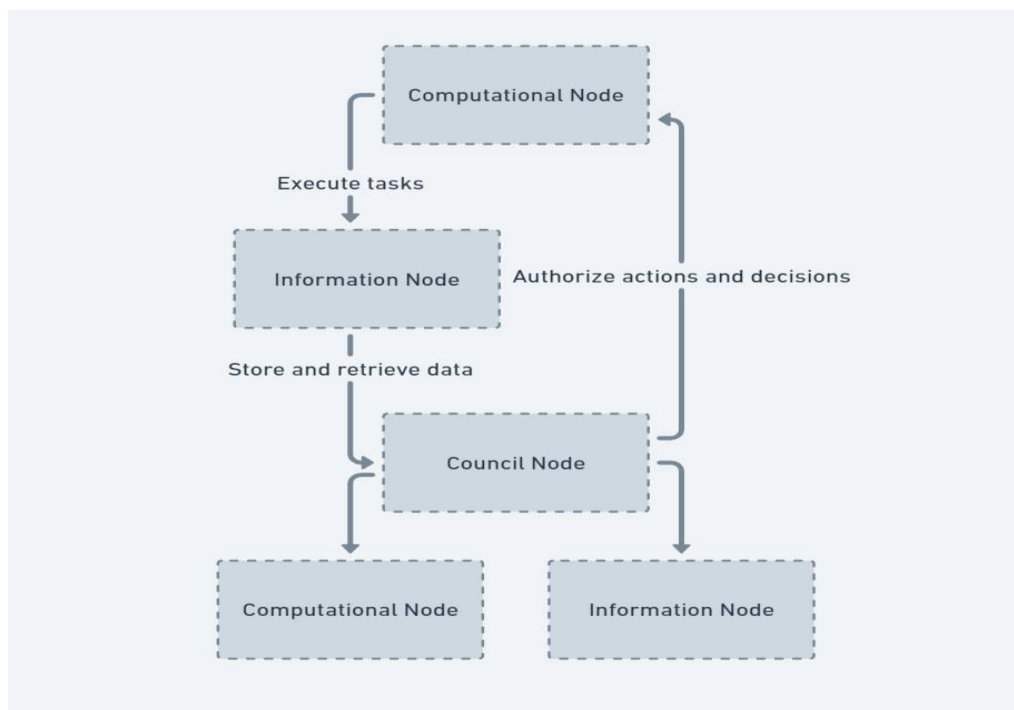 Computational Node
Execute tasks
Information Node
Authorize actions and decisions
Store and retrieve data
Council Node
Computational Node
Information Node